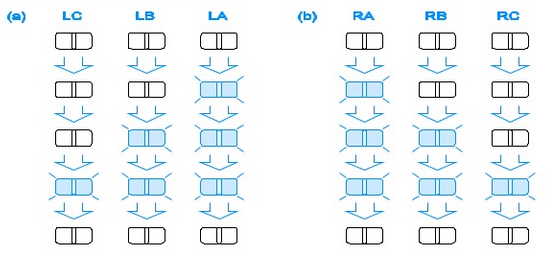 (a) LC LB LA (b) RA RB RC